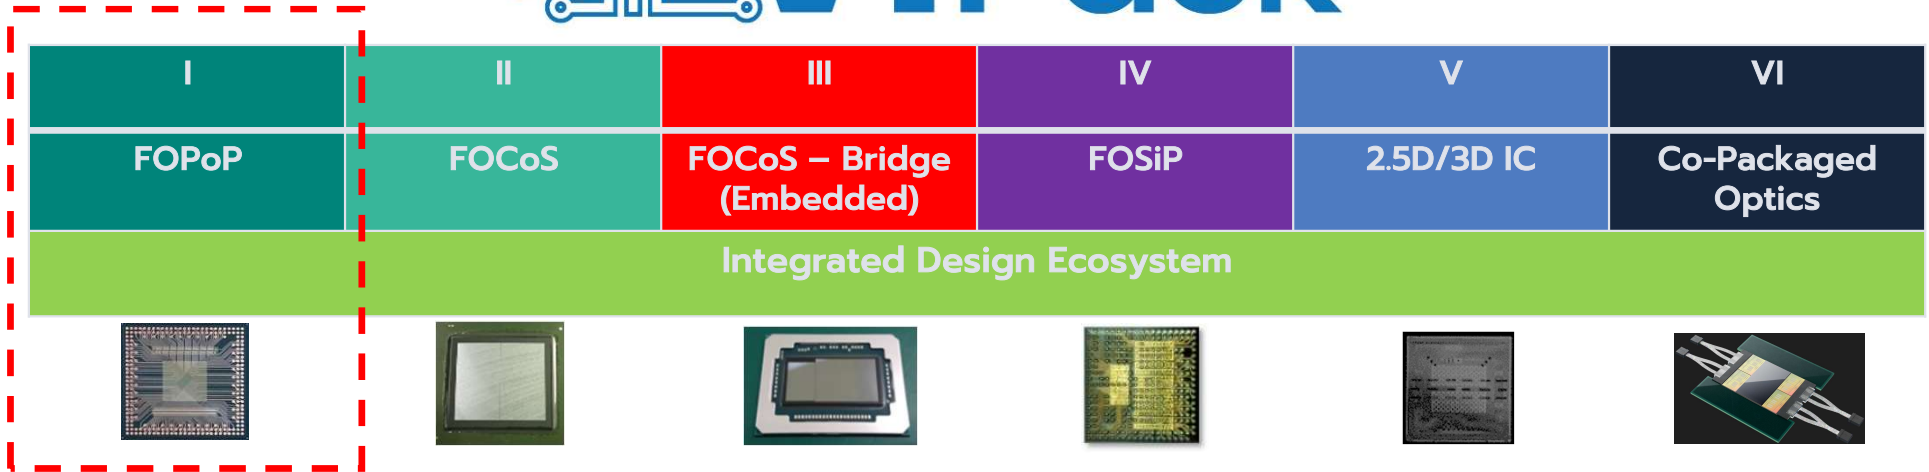 I
II
III
IV
V
VI
FOPoP
FOCoS
FOCoS – Bridge
(Embedded)
FOSiP
2.5D/3D IC
Co-Packaged
Optics
Integrated Design Ecosystem